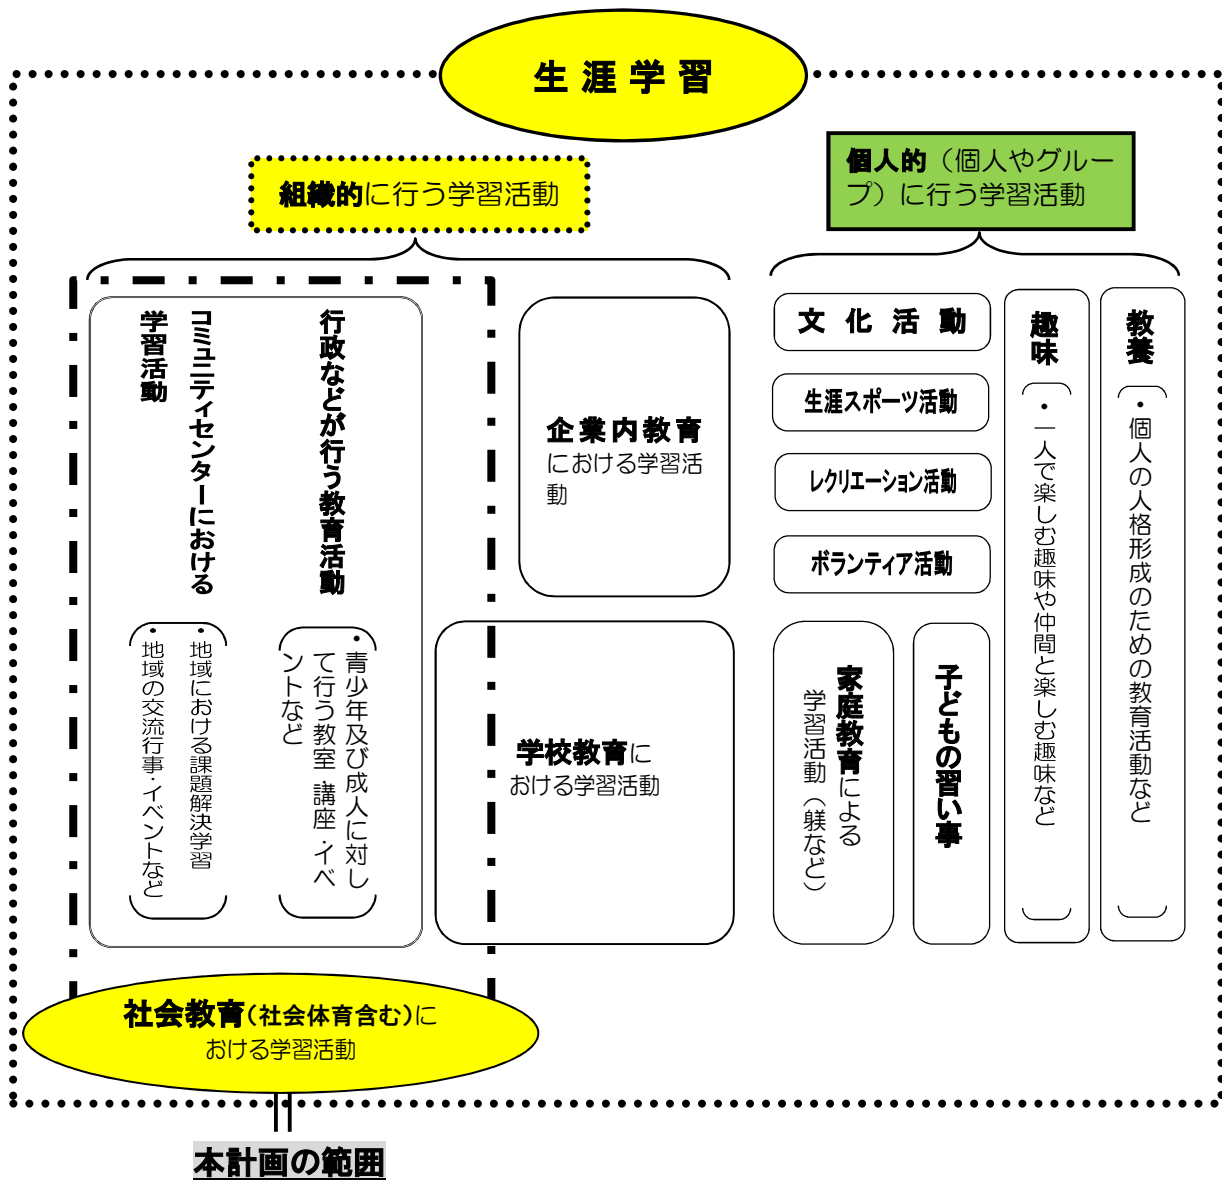 生涯学習
組織的に行う学習活動
個人的（個人やグルー
プ）に行う学習活動
コミュニティセンターにおける
学習活動
・地域における課題解決学習
・地域の交流行事・イベントなど
行政などが行う教育活動
・青少年及び成人に対し
て行う教室・講座・イベ
ントなど
企業内教育
における学習活
動
学校教育に
おける学習活動
文化活動
生涯スポーツ活動
レクリエーション活動
ボランティア活動
家庭教育による
学習活動（躾など）
子どもの習い事
趣味
・一人で楽しむ趣味や仲間と楽しむ趣味など
教養
・個人の人格形成のための教育活動など
社会教育(社会体育含む)に
おける学習活動
本計画の範囲